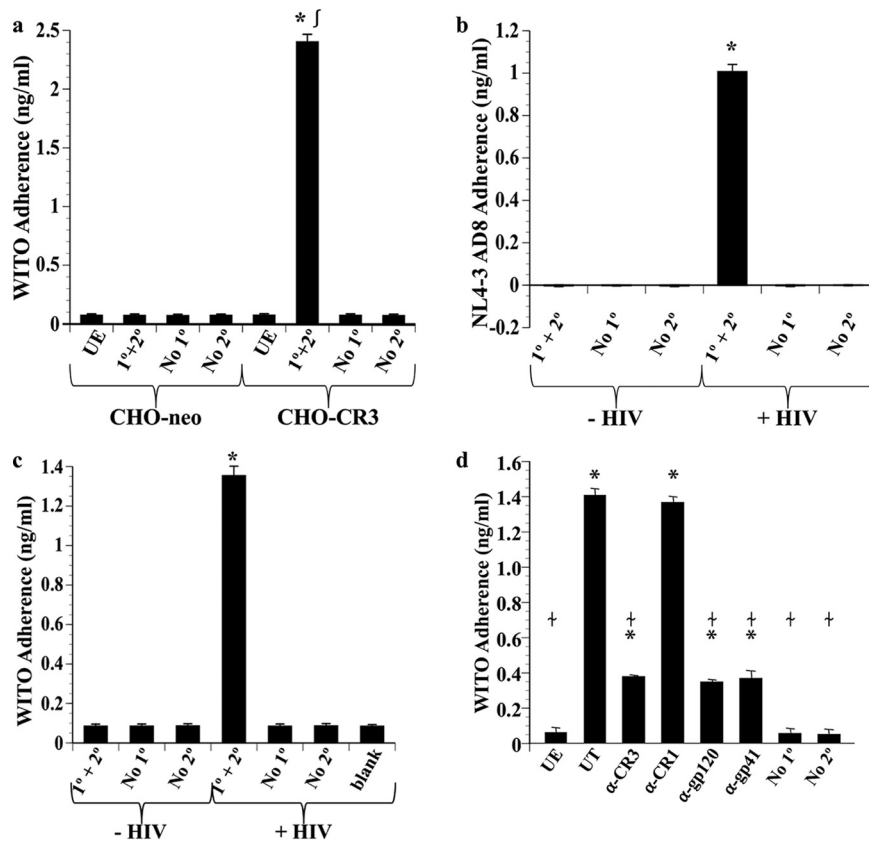 a
* ∫
WITO Adherence (ng/ml)
2.5
2
1.5
1
0.5
0
UE 1º+2º No 1º No 2º UE 1º+2º No 1º No 2º
CHO-neo CHO-CR3
b
*
NL4-3 AD8 Adherence (ng/ml)
1.2
1
0.8
0.6
0.4
0.2
0
-0.2
1º + 2º No 1º No 2º 1º + 2º No 1º No 2º
- HIV + HIV
c
*
WITO Adherence (ng/ml)
1.4
1.2
1
0.8
0.6
0.4
0.2
0
1º + 2º No 1º No 2º 1º + 2º No 1º No 2º blank
- HIV + HIV
d
WITO Adherence (ng/ml)
1.6
1.4
1.2
1.0
0.8
0.6
0.4
0.2
0
* *
* * *
UE UT α-CR3 α-CR1 α-gp120 α-gp41 No 1º No 2º